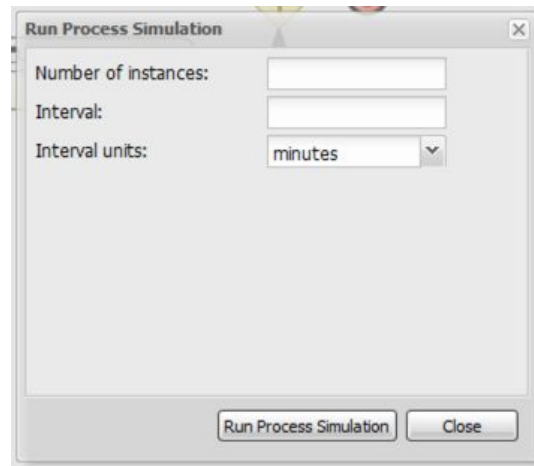 Run Process Simulation
Number of instances:
Interval:
Interval units: minutes
Run Process Simulation Close